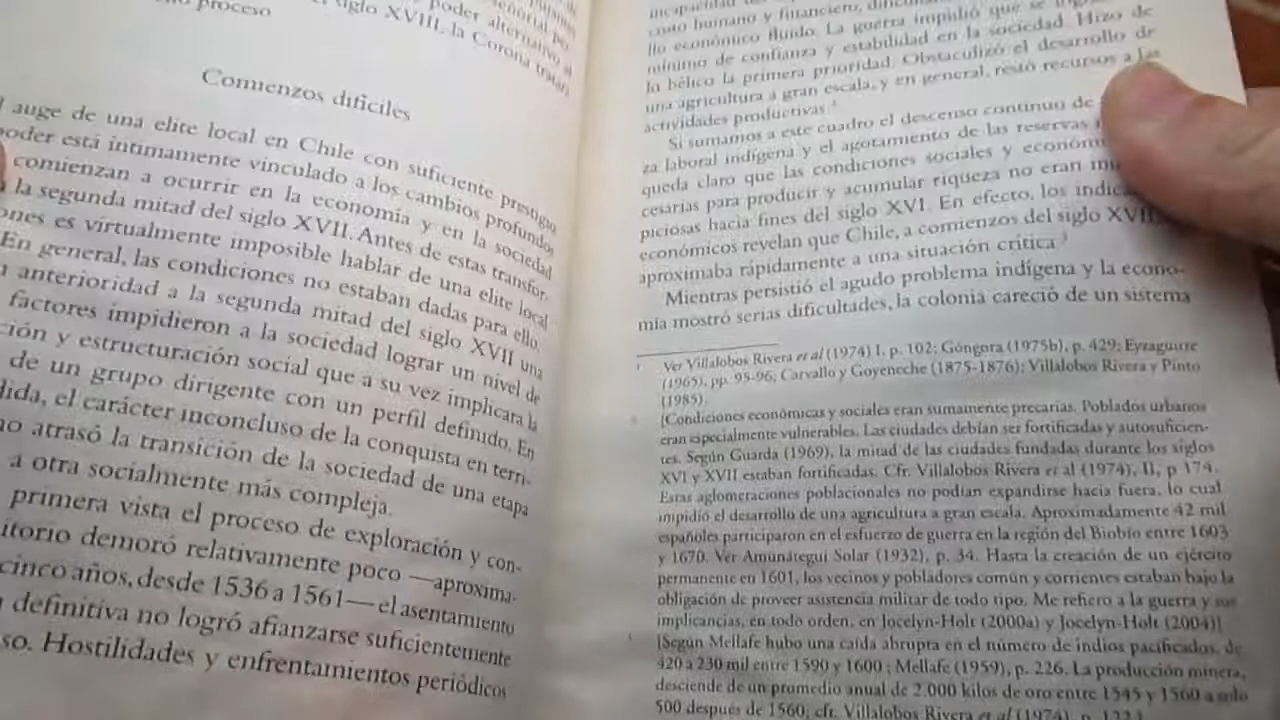 siglo XVIII, la Corona tratará
poder alternativo al
proceso
Comienzos difíciles
auge de una elite local en Chile con suficiente prestigio
poder está íntimamente vinculado a los cambios profundos
comienzan a ocurrir en la economía y en la sociedad
la segunda mitad del siglo XVII. Antes de estas transfor-
ones es virtualmente imposible hablar de una elite local
En general, las condiciones no estaban dadas para ello.
anterioridad a la segunda mitad del siglo XVII una
factores impidieron a la sociedad lograr un nivel de
ción y estructuración social que a su vez implicara la
de un grupo dirigente con un perfil definido. En
dida, el carácter inconcluso de la conquista en terri-
no atrasó la transición de la sociedad de una etapa
a otra socialmente más compleja.
primera vista el proceso de exploración y con-
itorio demoró relativamente poco —aproxima-
cinco años, desde 1536 a 1561— el asentamiento
definitiva no logró afianzarse suficientemente
so. Hostilidades y enfrentamientos periódicos
costo humano y financiero,
llo económico fluido. La guerra impidió que se
mínimo de confianza y estabilidad en la sociedad. Hizo de
lo bélico la primera prioridad. Obstaculizó el desarrollo de
una agricultura a gran escala, y en general, restó recursos a las
actividades productivas.
Si sumamos a este cuadro el descenso continuo de
za laboral indígena y el agotamiento de las reservas
queda claro que las condiciones sociales y económ
cesarias para producir y acumular riqueza no eran mu
piciosas hacia fines del siglo XVI. En efecto, los indica
económicos revelan que Chile, a comienzos del siglo XVII,
aproximaba rápidamente a una situación crítica.³
Mientras persistió el agudo problema indígena y la econo-
mía mostró serias dificultades, la colonia careció de un sistema
Ver Villalobos Rivera et al (1974) I, p. 102; Góngora (1975b), p. 429; Eyzaguirre
(1965), pp. 95-96; Carvallo y Goyeneche (1875-1876); Villalobos Rivera y Pinto
(1985).
[Condiciones económicas y sociales eran sumamente precarias. Poblados urbanos
eran especialmente vulnerables. Las ciudades debían ser fortificadas y autosuficien-
tes. Según Guarda (1969), la mitad de las ciudades fundadas durante los siglos
XVI y XVII estaban fortificadas. Cfr. Villalobos Rivera et al (1974), II, p 174.
Estas aglomeraciones poblacionales no podían expandirse hacia fuera, lo cual
impidió el desarrollo de una agricultura a gran escala. Aproximadamente 42 mil
españoles participaron en el esfuerzo de guerra en la región del Biobío entre 1603
y 1670. Ver Amunátegui Solar (1932), p. 34. Hasta la creación de un ejército
permanente en 1601, los vecinos y pobladores común y corrientes estaban bajo la
obligación de proveer asistencia militar de todo tipo. Me refiero a la guerra y sus
implicancias, en todo orden, en Jocelyn-Holt (2000a) y Jocelyn-Holt (2004)]
[Según Mellafe hubo una caída abrupta en el número de indios pacificados, de
420 a 230 mil entre 1590 y 1600 ; Mellafe (1959), p. 226. La producción minera,
desciende de un promedio anual de 2.000 kilos de oro entre 1545 y 1560 a solo
500 después de 1560; cfr. Villalobos Rivera et al (1974), p. 122.]